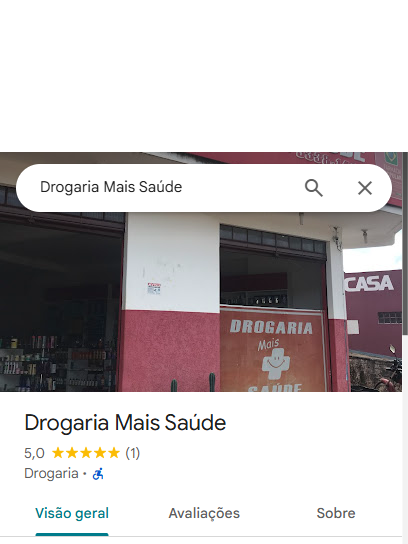 Drogaria Mais Saúde
CASA
DROGARIA
Mais
SAÚDE
Drogaria Mais Saúde
5,0 (1)
Drogaria ·
Visão geral Avaliações Sobre